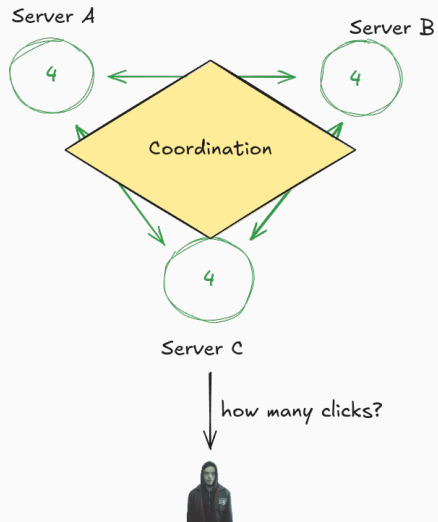 Server A
Server B
4
4
Coordination
4
Server C
how many clicks?